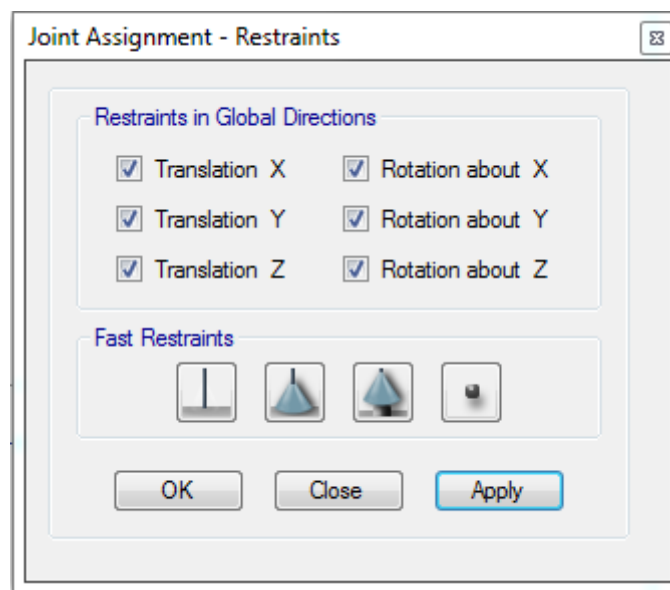 Joint Assignment - Restraints
Restraints in Global Directions
Translation X
Rotation about X
Translation Y
Rotation about Y
Translation Z
Rotation about Z
Fast Restraints
OK
Close
Apply